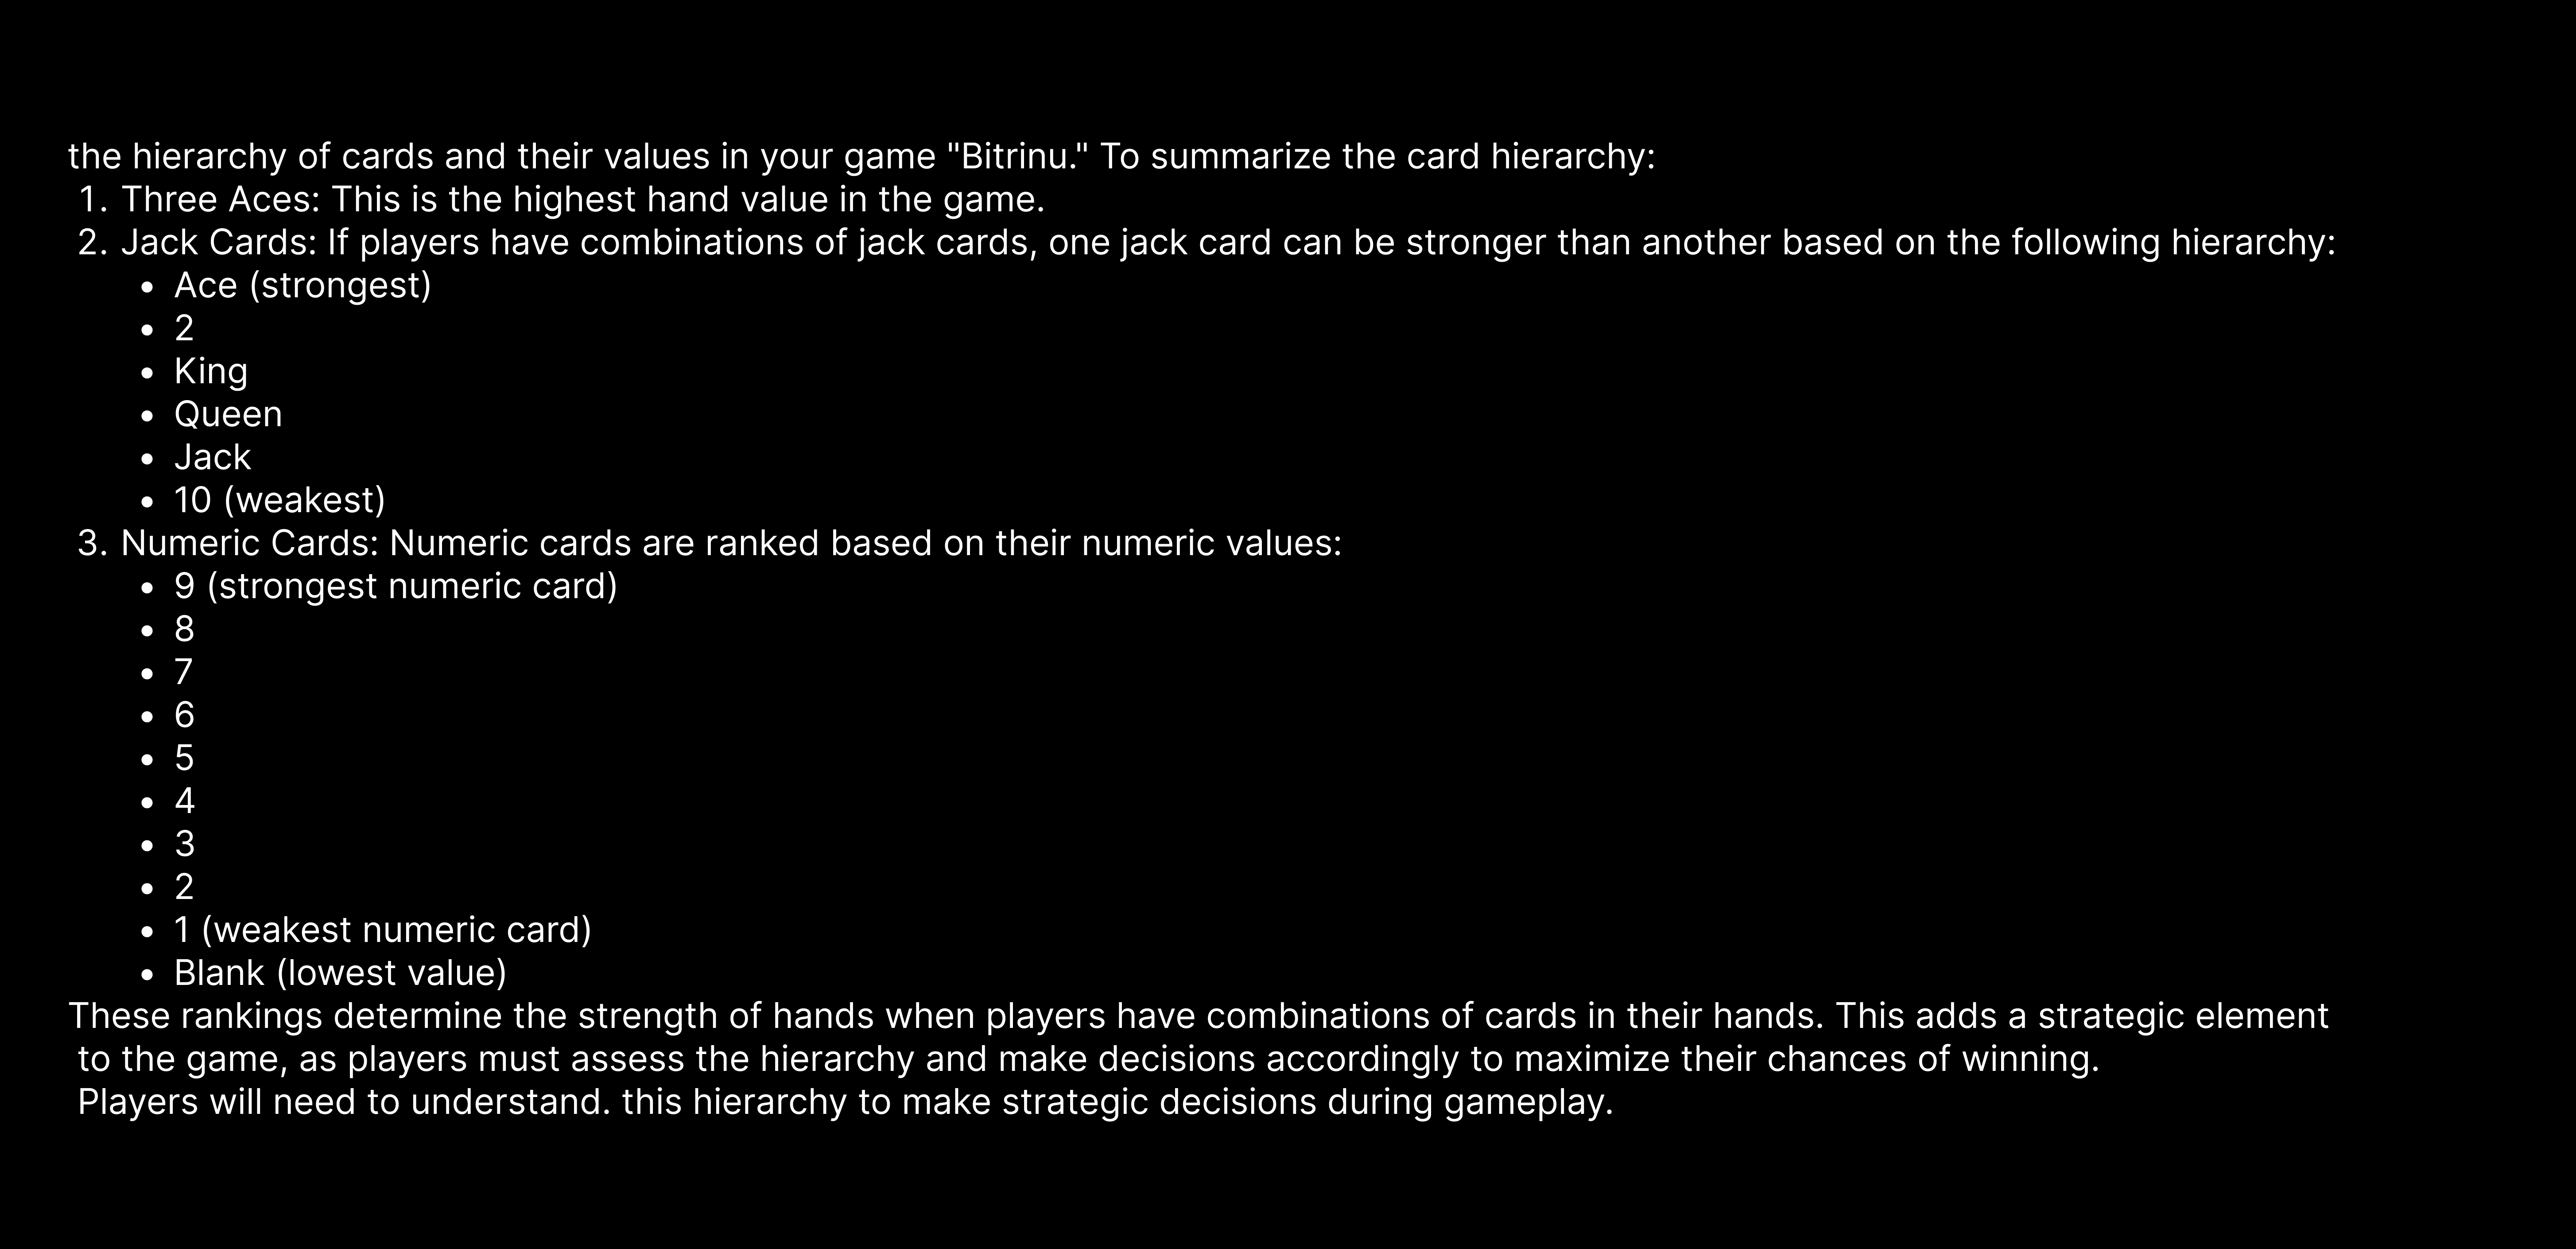 the hierarchy of cards and their values in your game "Bitrinu." To summarize the card hierarchy:
1. Three Aces: This is the highest hand value in the game.
2. Jack Cards: If players have combinations of jack cards, one jack card can be stronger than another based on the following hierarchy:
• Ace (strongest)
• 2
• King
• Queen
• Jack
• 10 (weakest)
3. Numeric Cards: Numeric cards are ranked based on their numeric values:
• 9 (strongest numeric card)
• 8
• 7
• 6
• 5
• 4
• 3
• 2
• 1 (weakest numeric card)
• Blank (lowest value)
These rankings determine the strength of hands when players have combinations of cards in their hands. This adds a strategic element
to the game, as players must assess the hierarchy and make decisions accordingly to maximize their chances of winning.
Players will need to understand. this hierarchy to make strategic decisions during gameplay.